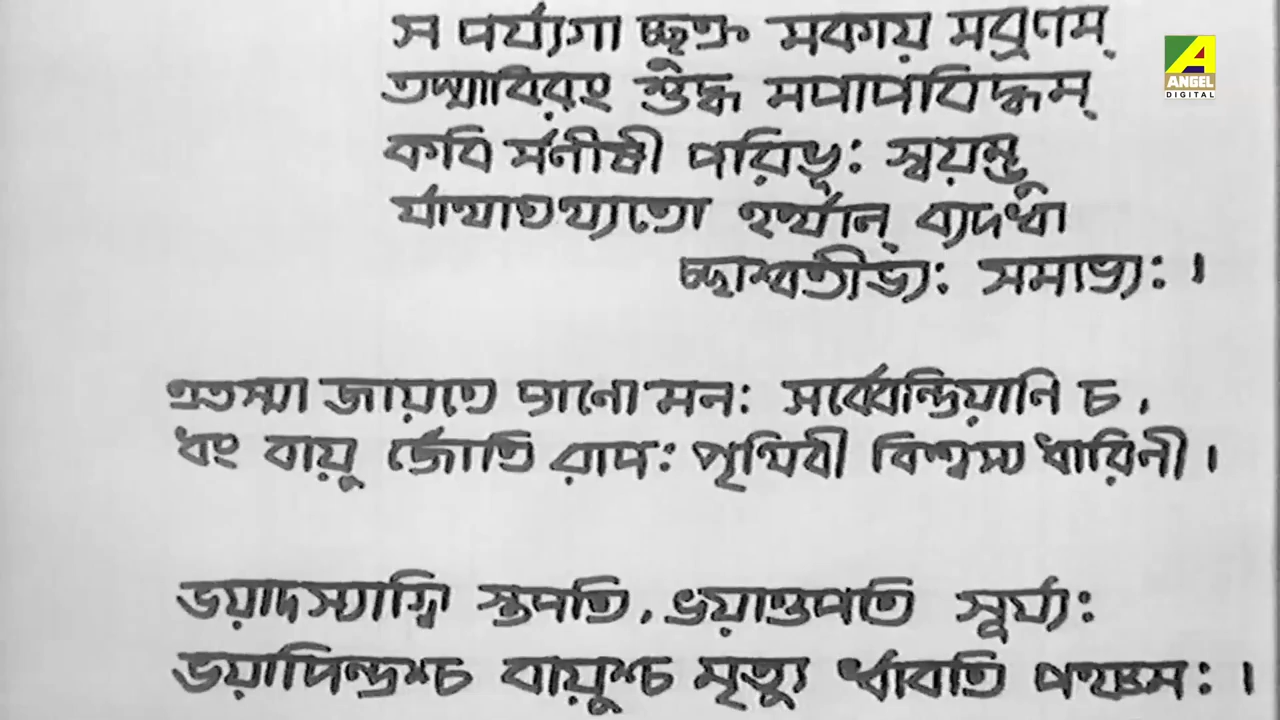 স পর্য্যগা চ্ছুক্র মকায় মব্রণম্
তস্মাবিরং শুদ্ধ মপাপবিদ্ধম্
কবি র্মনীষী পরিভূ: স্বয়ম্ভু
র্যাথাতথ্যতো হর্থান্ ব্যদধা
চ্ছাশ্বতীভ্য: সমাভ্য: ।
এতস্মা জায়তে প্রাণো মন: সর্ব্বেন্দ্রিয়ানি চ,
খং বায়ু র্জ্যোতি রাপ: পৃথিবী বিশ্বস্য ধারিনী ।
ভয়াদস্যাগ্নি স্তপতি, ভয়াত্তপতি সূর্য্য:
ভয়াদিন্দ্রশ্চ বায়ুশ্চ মৃত্যু র্ধাবতি পঞ্চম: ।
ANGEL
DIGITAL